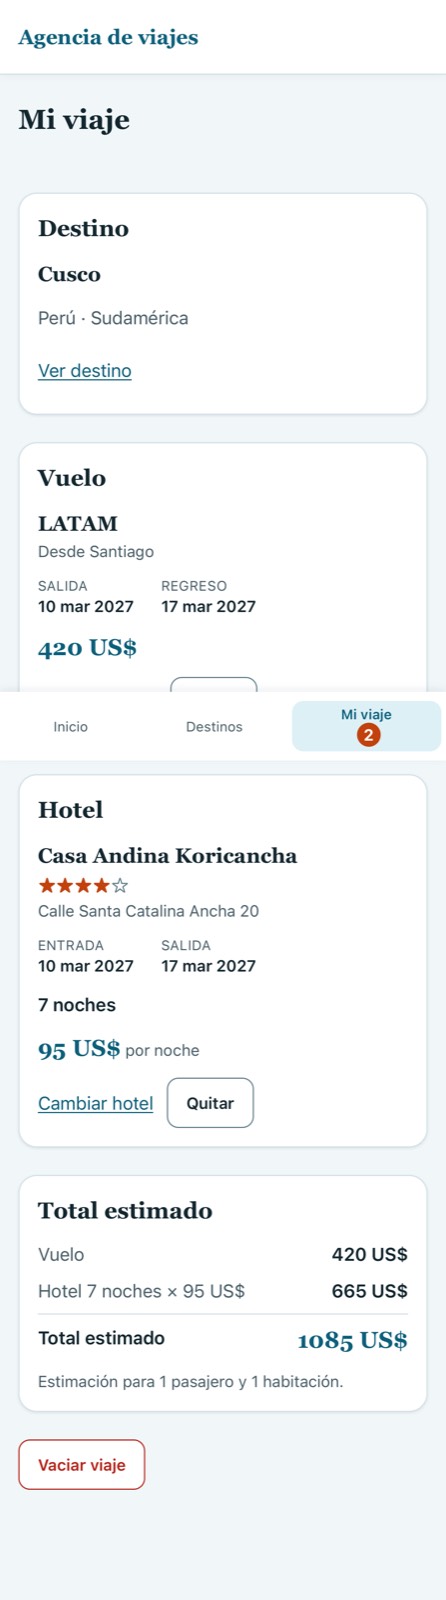 Agencia de viajes
Mi viaje
Destino
Cusco
Perú · Sudamérica
Ver destino
Vuelo
LATAM
Desde Santiago
SALIDA REGRESO
10 mar 2027 17 mar 2027
420 US$
Inicio Destinos Mi viaje
2
Hotel
Casa Andina Koricancha
Calle Santa Catalina Ancha 20
ENTRADA SALIDA
10 mar 2027 17 mar 2027
7 noches
95 US$ por noche
Cambiar hotel Quitar
Total estimado
Vuelo 420 US$
Hotel 7 noches × 95 US$ 665 US$
Total estimado 1085 US$
Estimación para 1 pasajero y 1 habitación.
Vaciar viaje